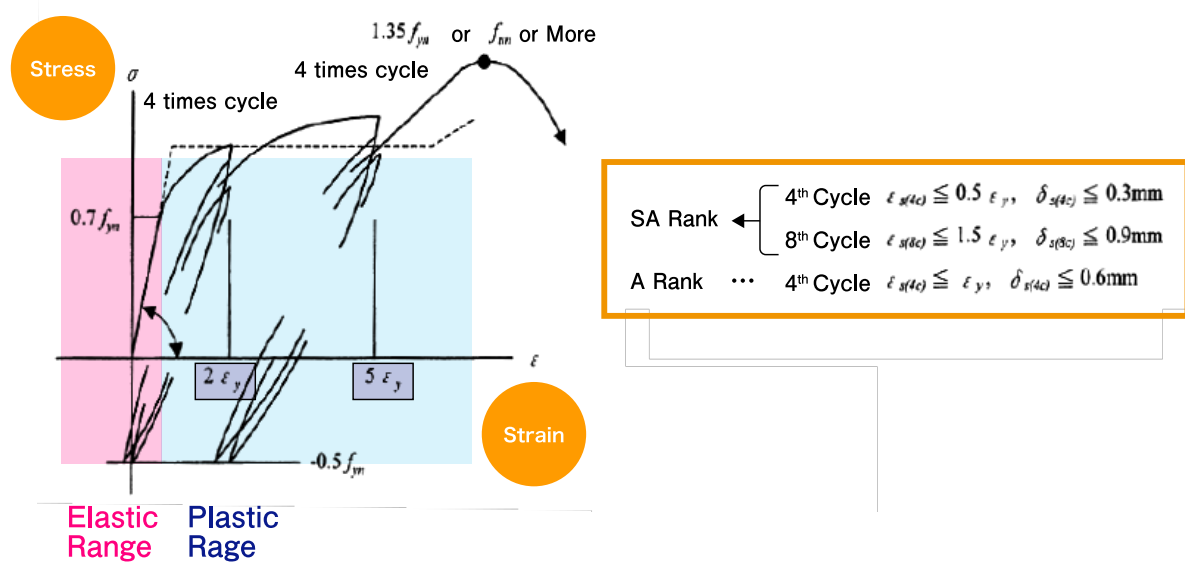 1.35 fyn or fun or More
Stress
4 times cycle
σ
4 times cycle
0.7 fyn
ε
2 εy
5 εy
Strain
-0.5 fyn
Elastic
Range
Plastic
Rage
SA Rank
4th Cycle εs(4c) ≦ 0.5 εy, δs(4c) ≦ 0.3mm
8th Cycle εs(8c) ≦ 1.5 εy, δs(8c) ≦ 0.9mm
A Rank … 4th Cycle εs(4c) ≦ εy, δs(4c) ≦ 0.6mm